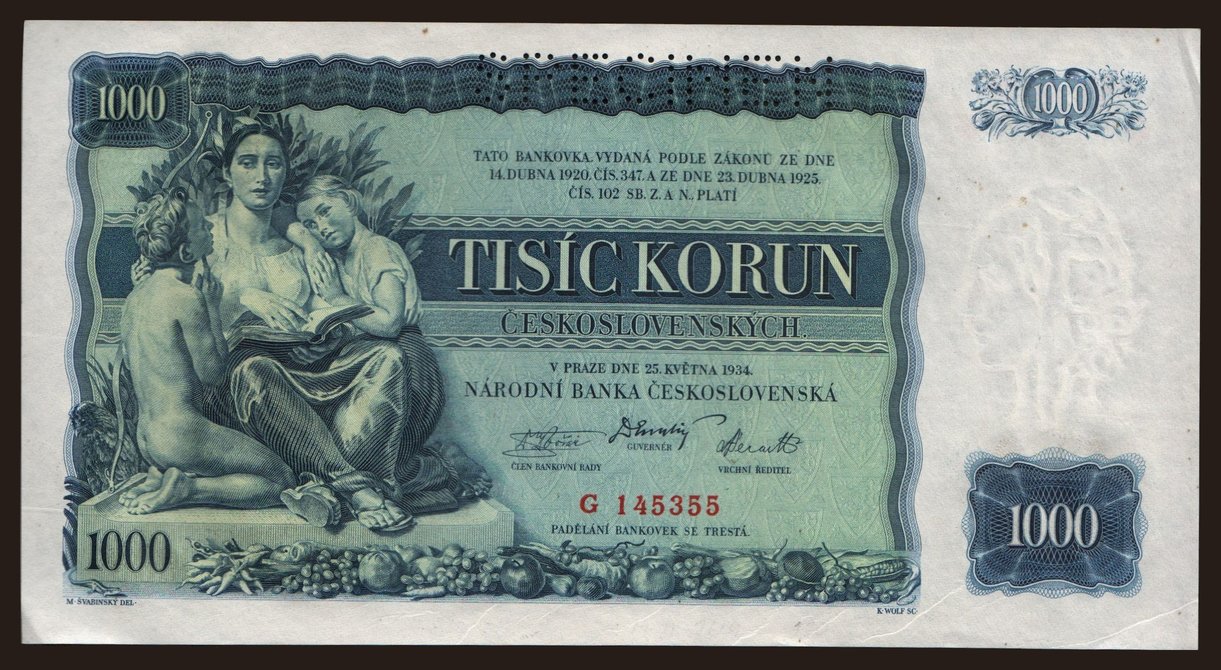 1000
1000
TATO BANKOVKA, VYDANÁ PODLE ZÁKONŮ ZE DNE
14. DUBNA 1920, ČÍS. 347. A ZE DNE 23. DUBNA 1925.
ČÍS. 102 SB. Z. A N., PLATÍ
TISÍC KORUN
ČESKOSLOVENSKÝCH.
V PRAZE DNE 25. KVĚTNA 1934.
NÁRODNÍ BANKA ČESKOSLOVENSKÁ
ČLEN BANKOVNÍ RADY
GUVERNÉR
VRCHNÍ ŘEDITEL
G 145355
PADĚLÁNÍ BANKOVEK SE TRESTÁ.
1000
1000
M. ŠVABINSKÝ DEL.
K. WOLF SC.